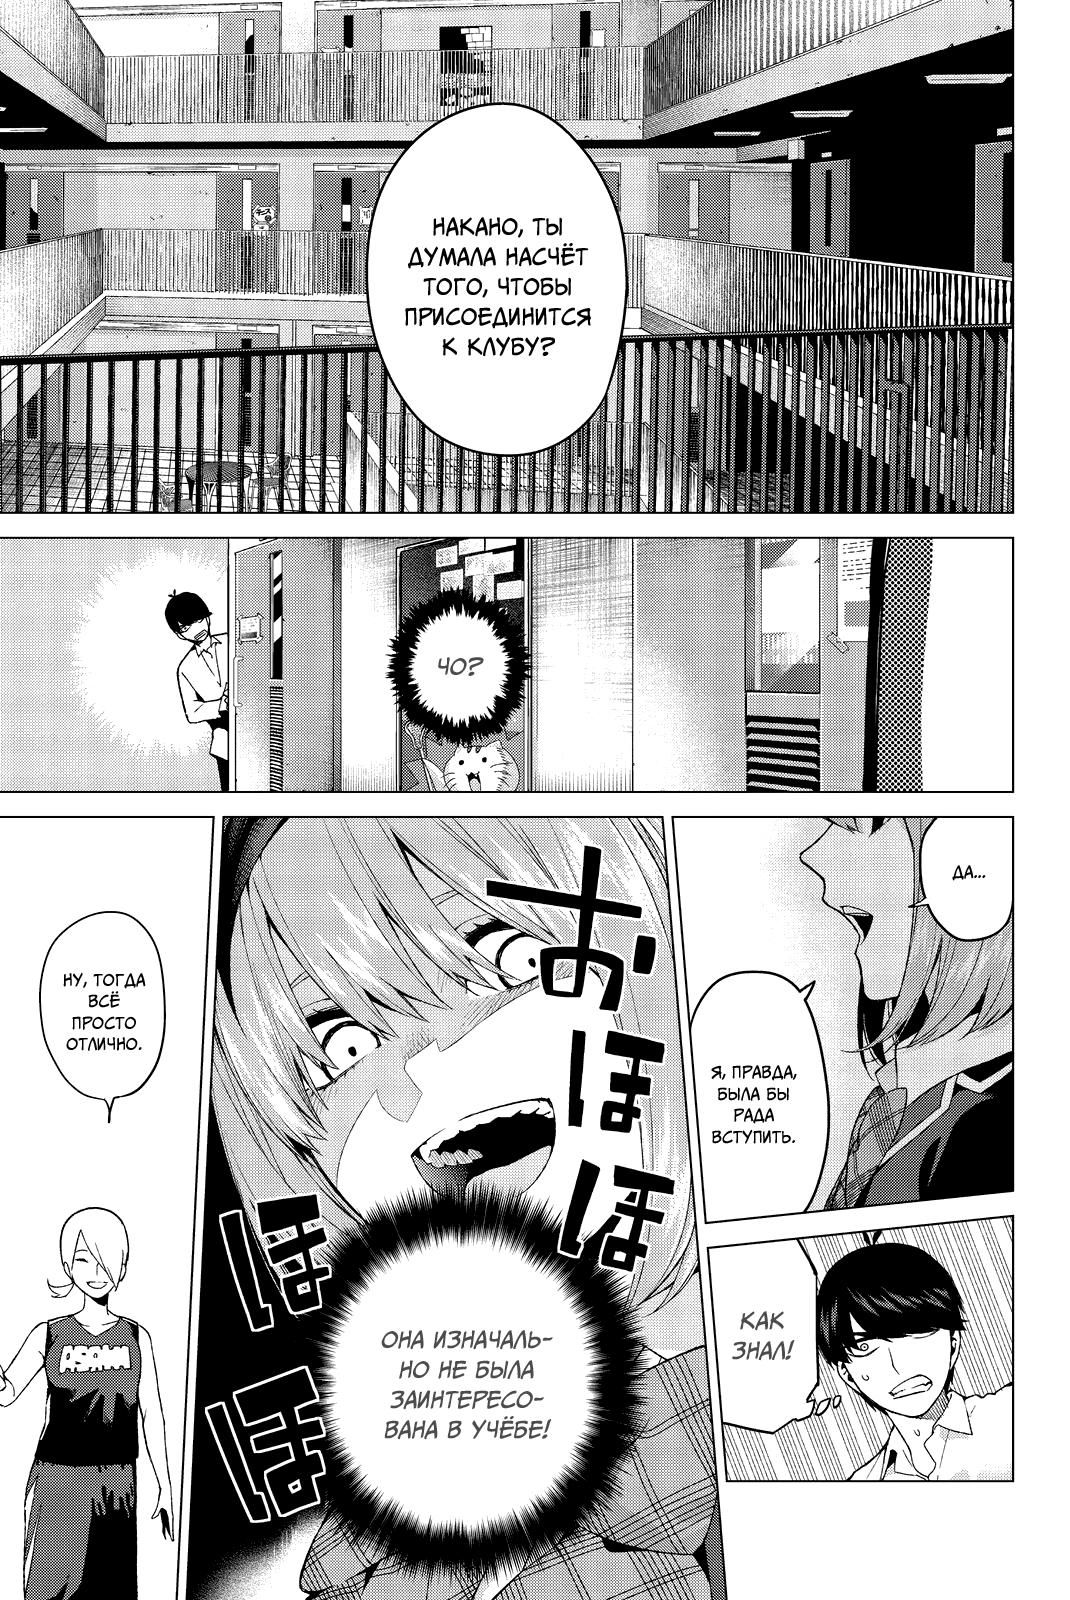 НАКАНО, ТЫ
ДУМАЛА НАСЧЁТ
ТОГО, ЧТОБЫ
ПРИСОЕДИНИТСЯ
К КЛУБУ?
ЧО?
ДА...
Я, ПРАВДА,
БЫЛА БЫ
РАДА
ВСТУПИТЬ.
КАК
ЗНАЛ!
おほほ
ほほ
ОНА ИЗНАЧАЛЬ-
НО НЕ БЫЛА
ЗАИНТЕРЕСО-
ВАНА В УЧЁБЕ!
НУ, ТОГДА
ВСЁ
ПРОСТО
ОТЛИЧНО.